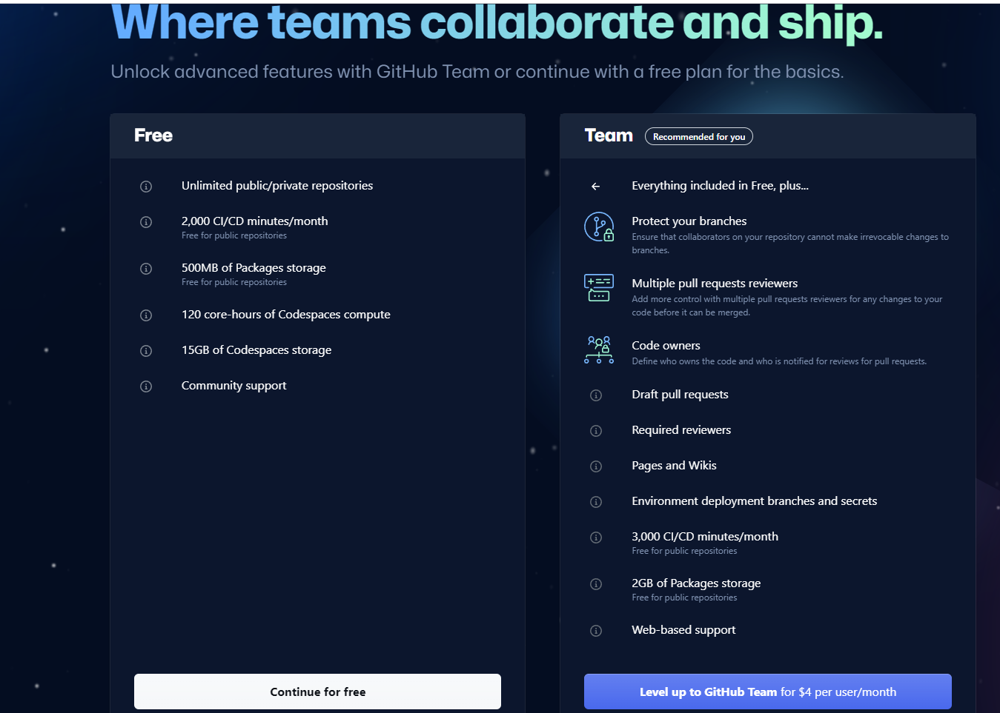 Where teams collaborate and ship.
Unlock advanced features with GitHub Team or continue with a free plan for the basics.
Free
Unlimited public/private repositories
2,000 CI/CD minutes/month
Free for public repositories
500MB of Packages storage
Free for public repositories
120 core-hours of Codespaces compute
15GB of Codespaces storage
Community support
Continue for free
Team
Recommended for you
Everything included in Free, plus...
Protect your branches
Ensure that collaborators on your repository cannot make irrevocable changes to
branches.
Multiple pull requests reviewers
Add more control with multiple pull requests reviewers for any changes to your
code before it can be merged.
Code owners
Define who owns the code and who is notified for reviews for pull requests.
Draft pull requests
Required reviewers
Pages and Wikis
Environment deployment branches and secrets
3,000 CI/CD minutes/month
Free for public repositories
2GB of Packages storage
Free for public repositories
Web-based support
Level up to GitHub Team for $4 per user/month